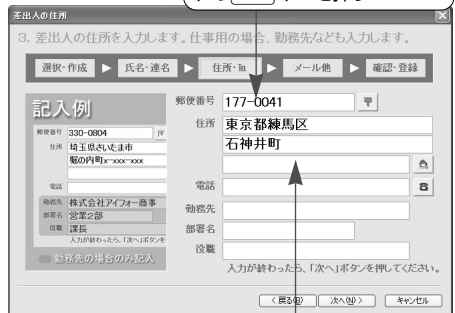 差出人の住所
3. 差出人の住所を入力します。仕事用の場合、勤務先なども入力します。
選択・作成 ▶ 氏名・連名 ▶ 住所・℡ ▶ メール他 ▶ 確認・登録
記入例
郵便番号 330-0804
住所 埼玉県さいたま市
堀の内町x-xxx-xxx
電話
勤務先 株式会社アイフォー商事
部署名 営業2部
役職 課長
入力が終わったら、「次へ」ボタンを
勤務先の場合のみ記入
郵便番号 177-0041 〒
住所 東京都練馬区
石神井町
電話
勤務先
部署名
役職
入力が終わったら、「次へ」ボタンを押してください。
< 戻る(B) 次へ(N) > キャンセル